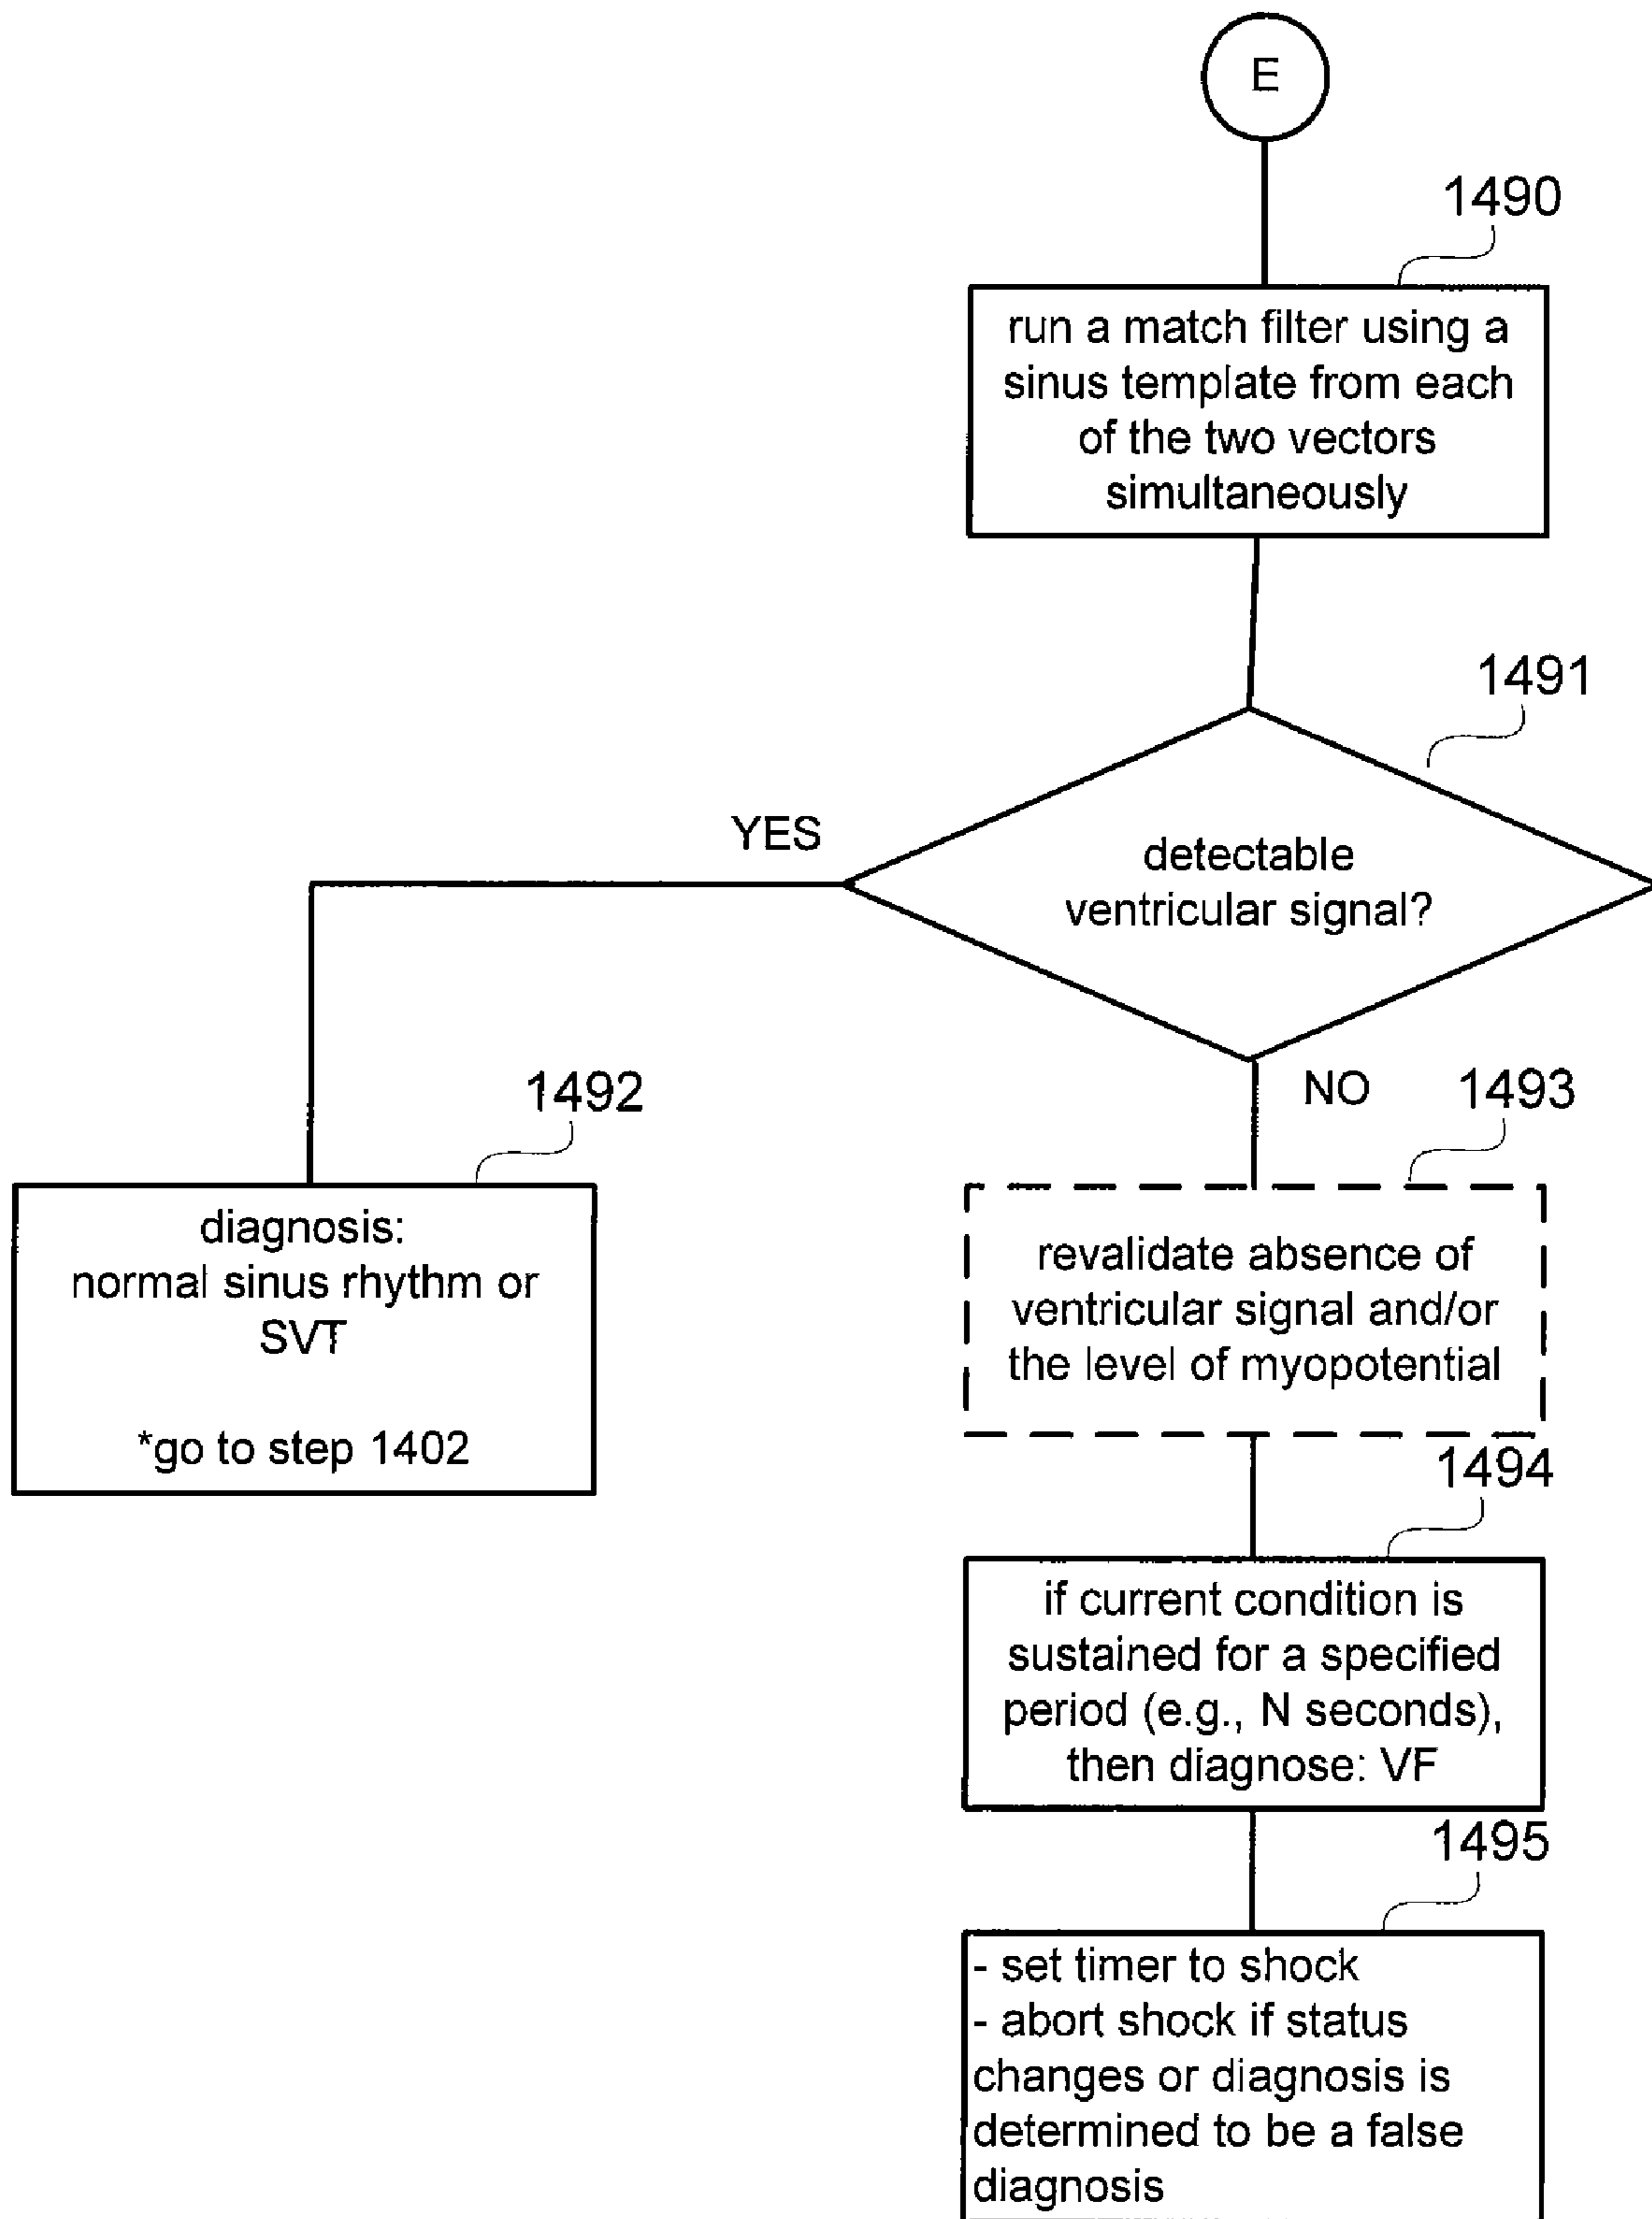 E
1490
run a match filter using a
sinus template from each
of the two vectors
simultaneously
1491
YES
detectable
ventricular signal?
NO
1492
diagnosis:
normal sinus rhythm or
SVT
*go to step 1402
1493
revalidate absence of
ventricular signal and/or
the level of myopotential
1494
if current condition is
sustained for a specified
period (e.g., N seconds),
then diagnose: VF
1495
- set timer to shock
- abort shock if status
changes or diagnosis is
determined to be a false
diagnosis